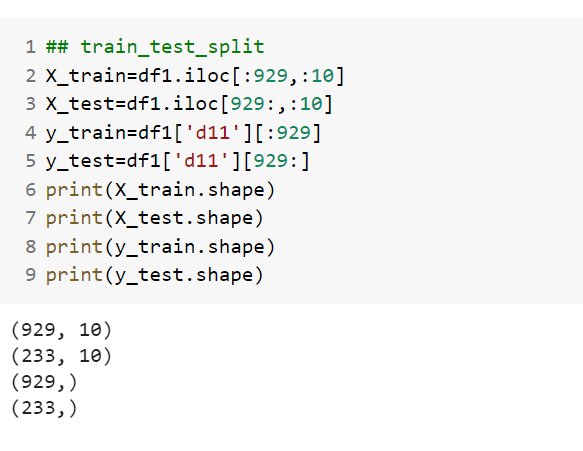 1 ## train_test_split
2 X_train=df1.iloc[:929,:10]
3 X_test=df1.iloc[929:,:10]
4 y_train=df1['d11'][:929]
5 y_test=df1['d11'][929:]
6 print(X_train.shape)
7 print(X_test.shape)
8 print(y_train.shape)
9 print(y_test.shape)
(929, 10)
(233, 10)
(929,)
(233,)